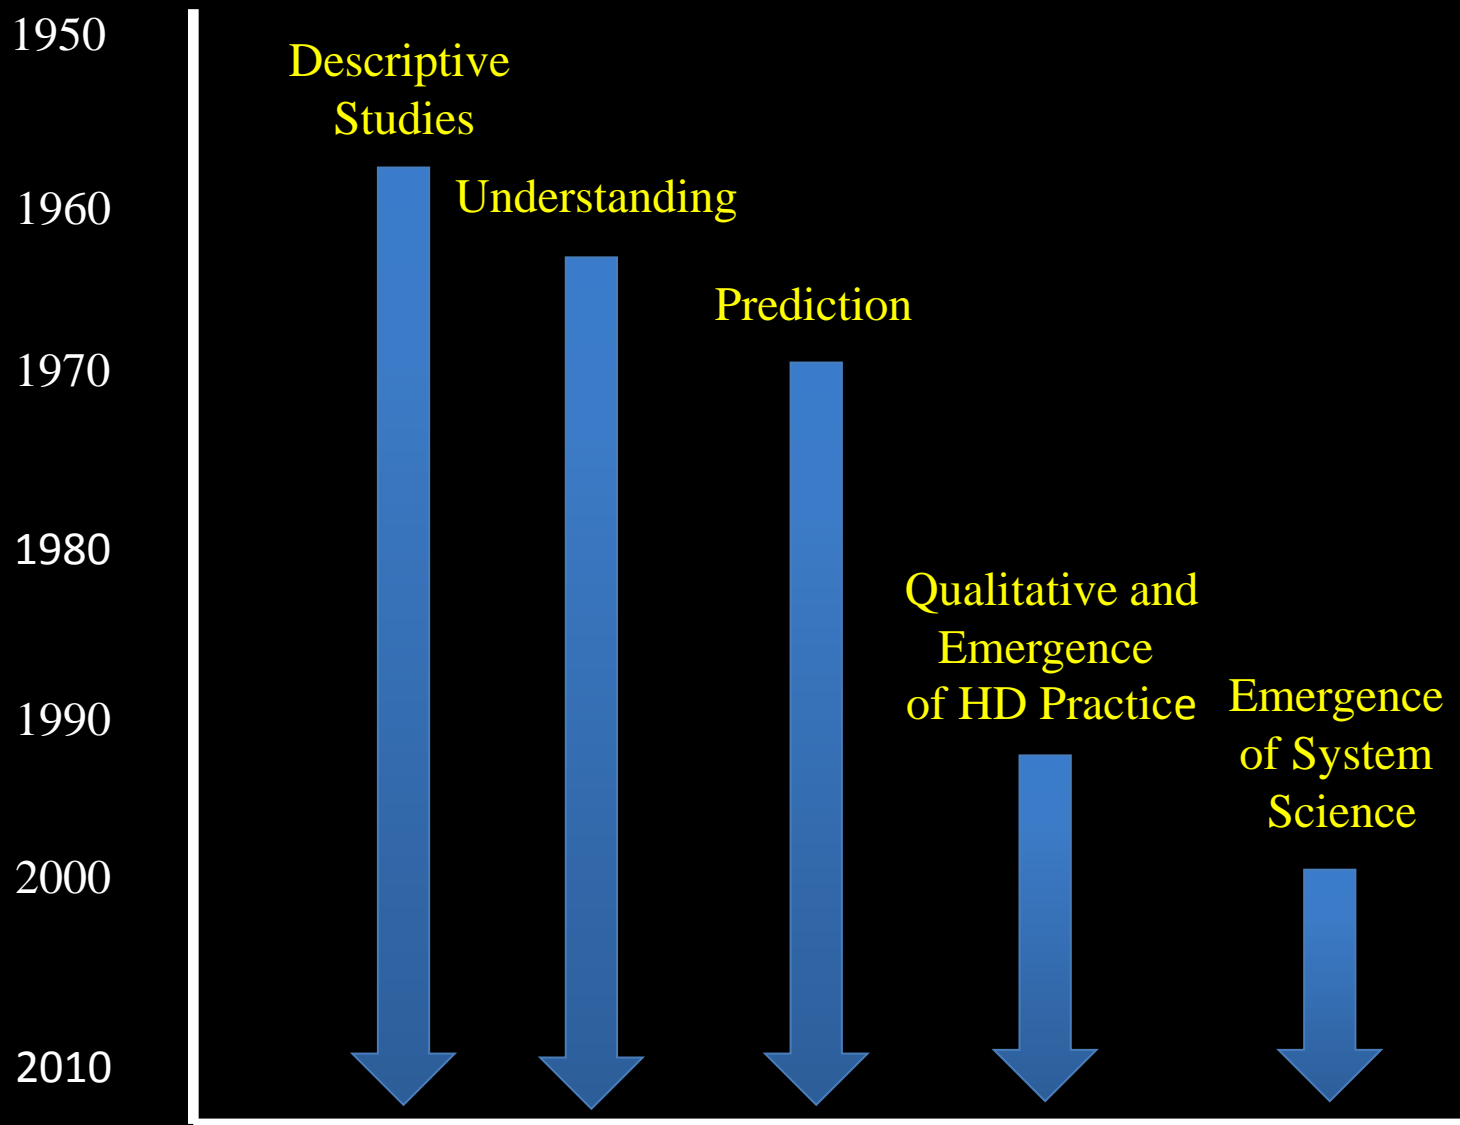 1950
1960
1970
1980
1990
2000
2010
Descriptive
Studies
Understanding
Prediction
Qualitative and
Emergence
of HD Practice
Emergence
of System
Science